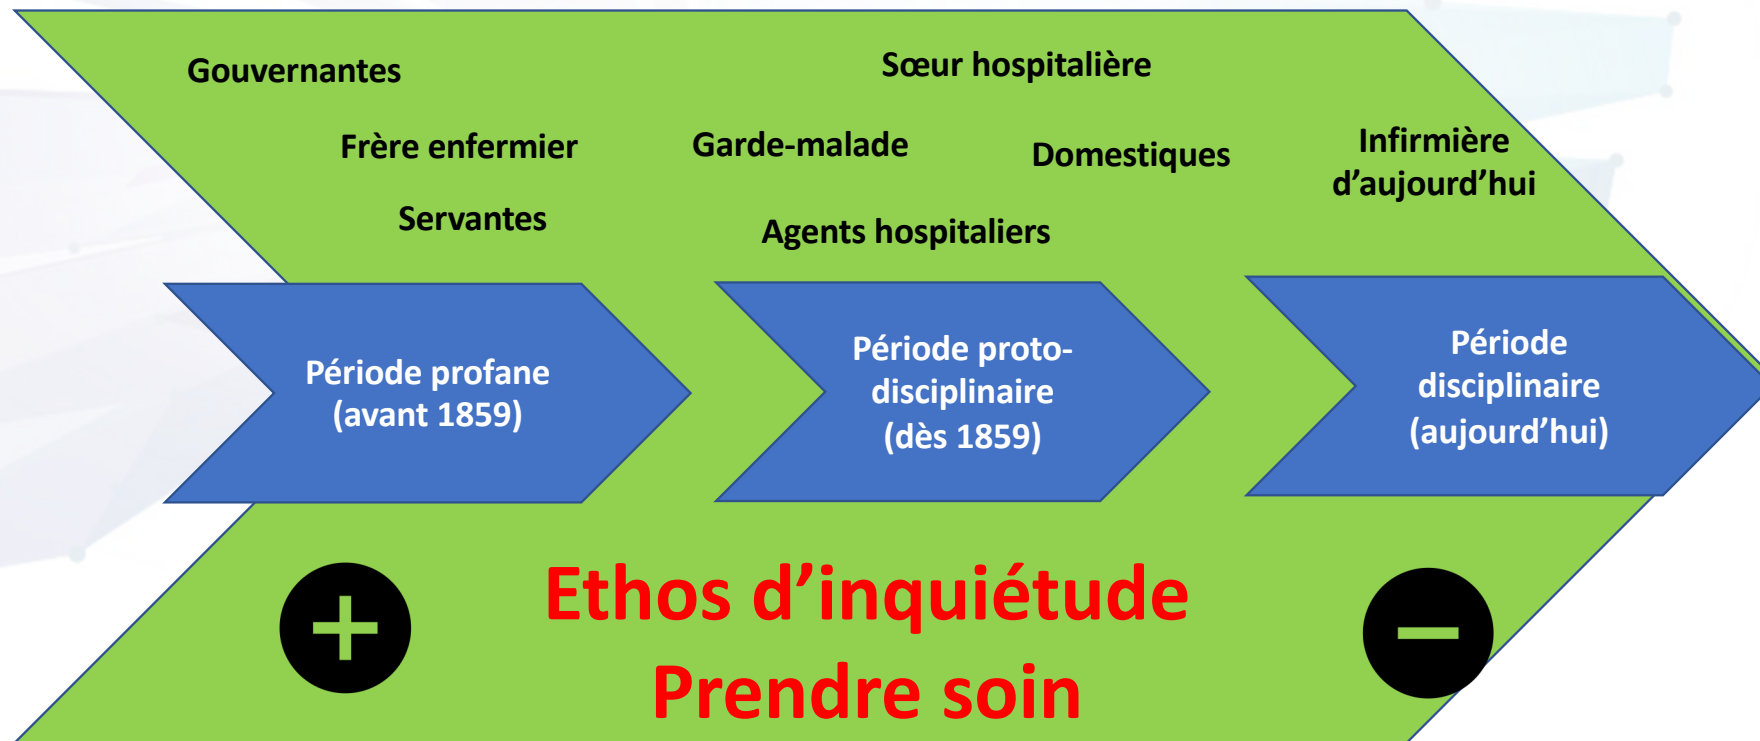 Gouvernantes
Sœur hospitalière
Frère enfermier
Garde-malade
Domestiques
Infirmière
d’aujourd’hui
Servantes
Agents hospitaliers
Période profane
(avant 1859)
Période proto-
disciplinaire
(dès 1859)
Période
disciplinaire
(aujourd’hui)
+
Ethos d’inquiétude
Prendre soin
−